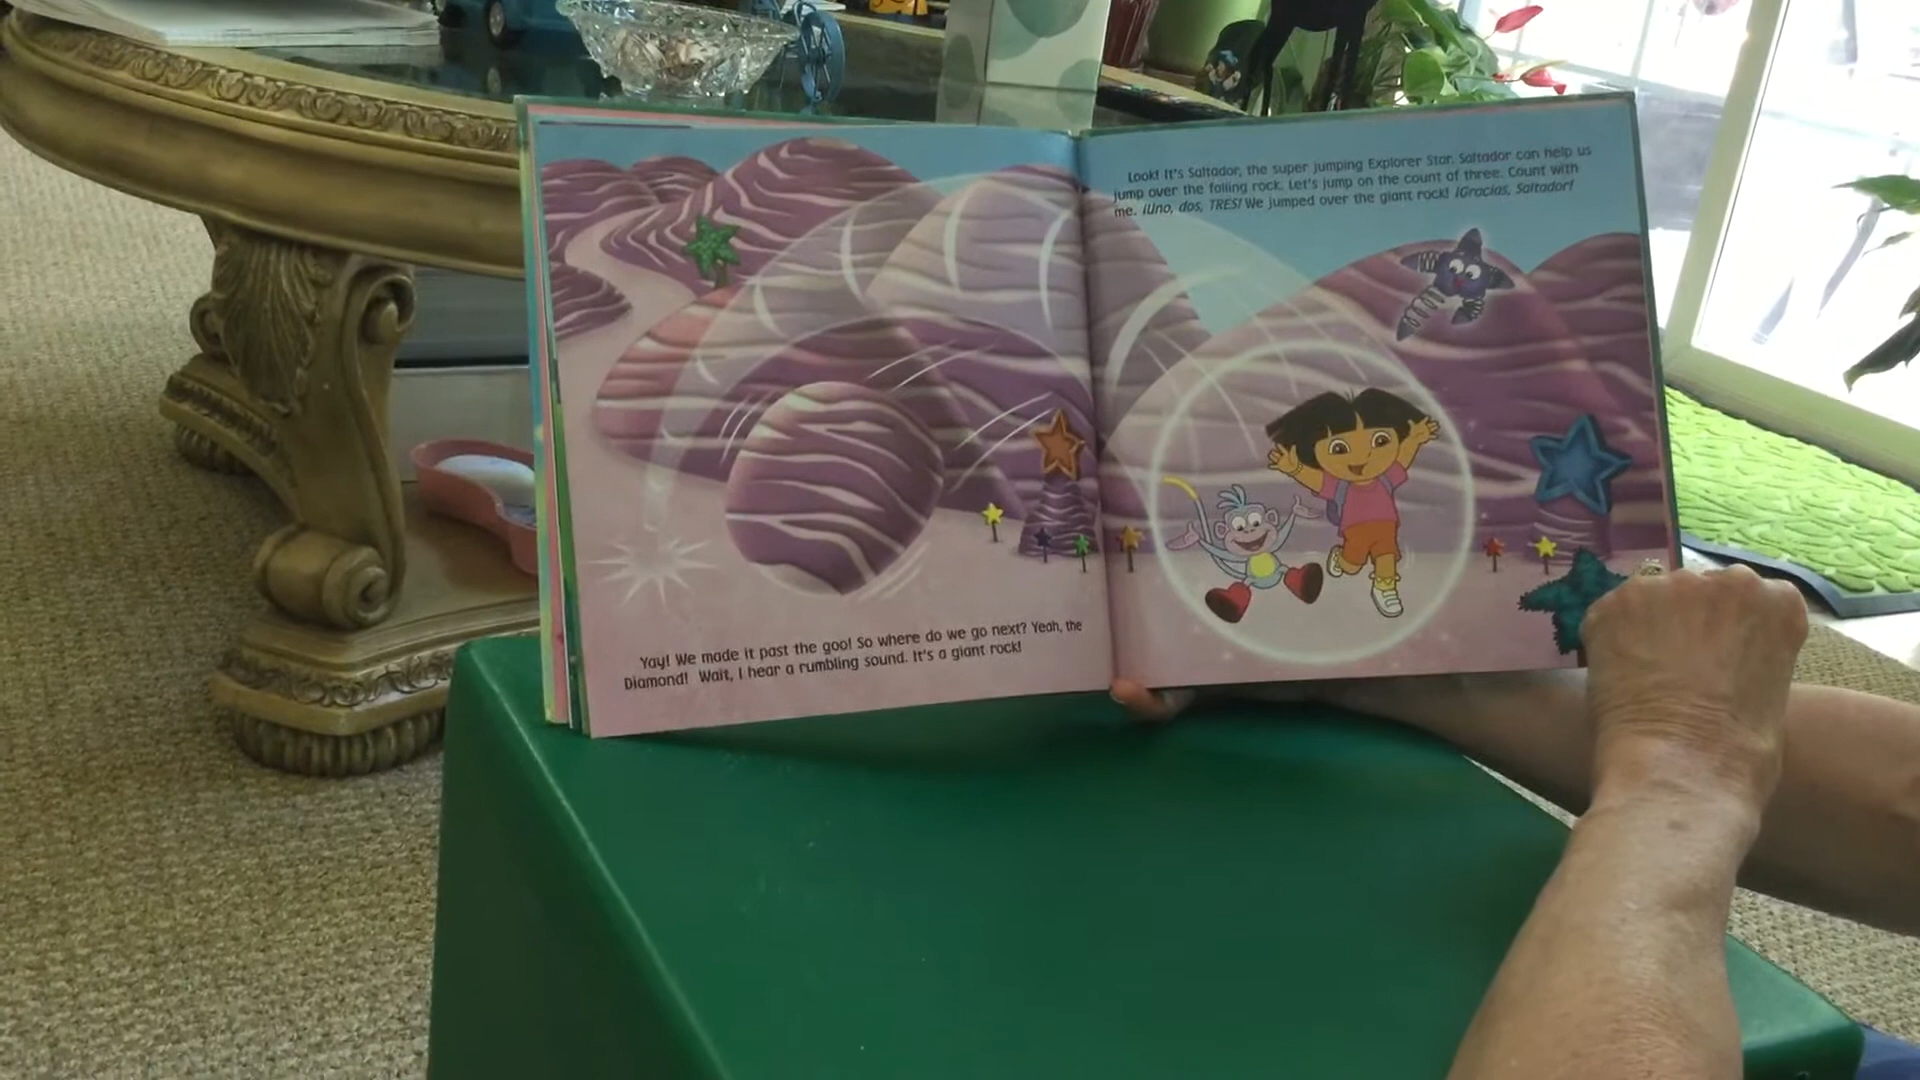 Yay! We made it past the goo! So where do we go next? Yeah, the
Diamond! Wait, I hear a rumbling sound. It's a giant rock!
Look! It's Saltador, the super jumping Explorer Star. Saltador can help us
jump over the folling rock. Let's jump on the count of three. Count with
me. ¡Uno, dos, TRES! We jumped over the giant rock! ¡Gracias, Saltador!